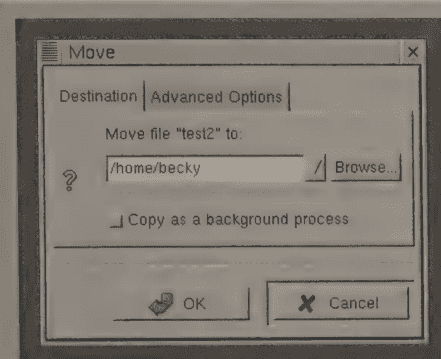 Move
Destination Advanced Options
Move file "test2" to:
/home/becky / Browse...
Copy as a background process
OK Cancel